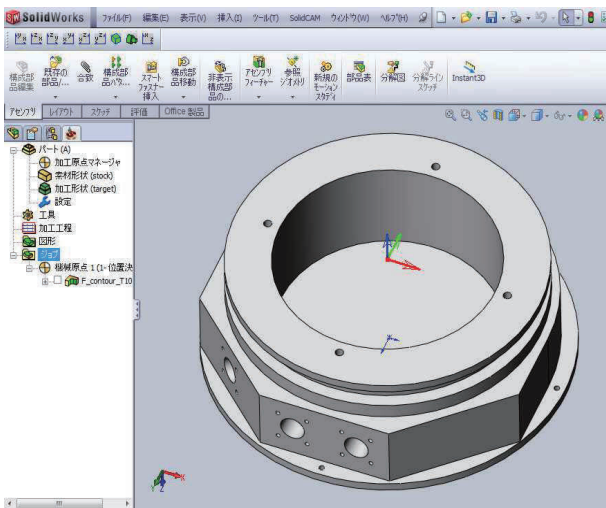 SolidWorks ファイル(F) 編集(E) 表示(V) 挿入(I) ツール(T) SolidCAM ウィンドウ(W) ヘルプ(H)
構成部品編集 既存の部品/... 合致 構成部品パタ... スマート ファスナー 挿入 構成部品移動 非表示 構成部品の... アセンブリ フィーチャー 参照 ジオメトリ 新規の モーション スタディ 部品表 分解図 分解ライン スケッチ Instant3D
アセンブリ レイアウト スケッチ 評価 Office 製品
パート (A)
加工原点マネージャ
素材形状 (stock)
加工形状 (target)
設定
工具
加工工程
図形
ジョブ
機械原点 1 (1- 位置決
F_contour_T10